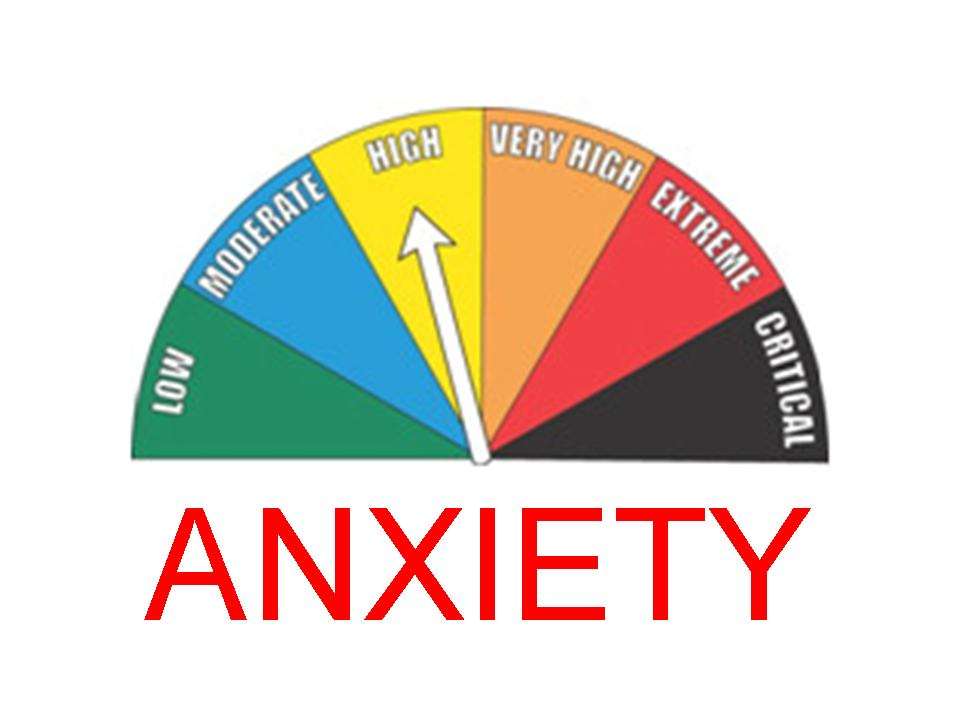 LOW
MODERATE
HIGH
VERY HIGH
EXTREME
CRITICAL
ANXIETY